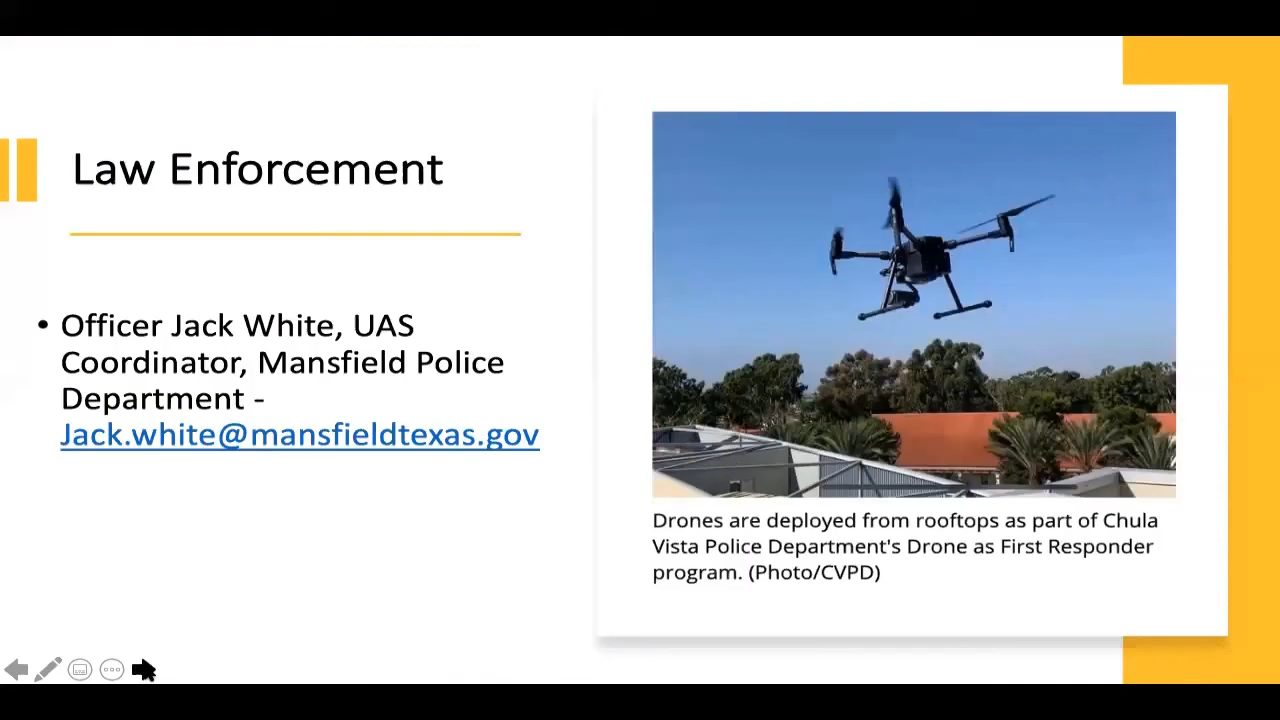 Law Enforcement
• Officer Jack White, UAS
Coordinator, Mansfield Police
Department -
Jack.white@mansfieldtexas.gov
Drones are deployed from rooftops as part of Chula
Vista Police Department's Drone as First Responder
program. (Photo/CVPD)